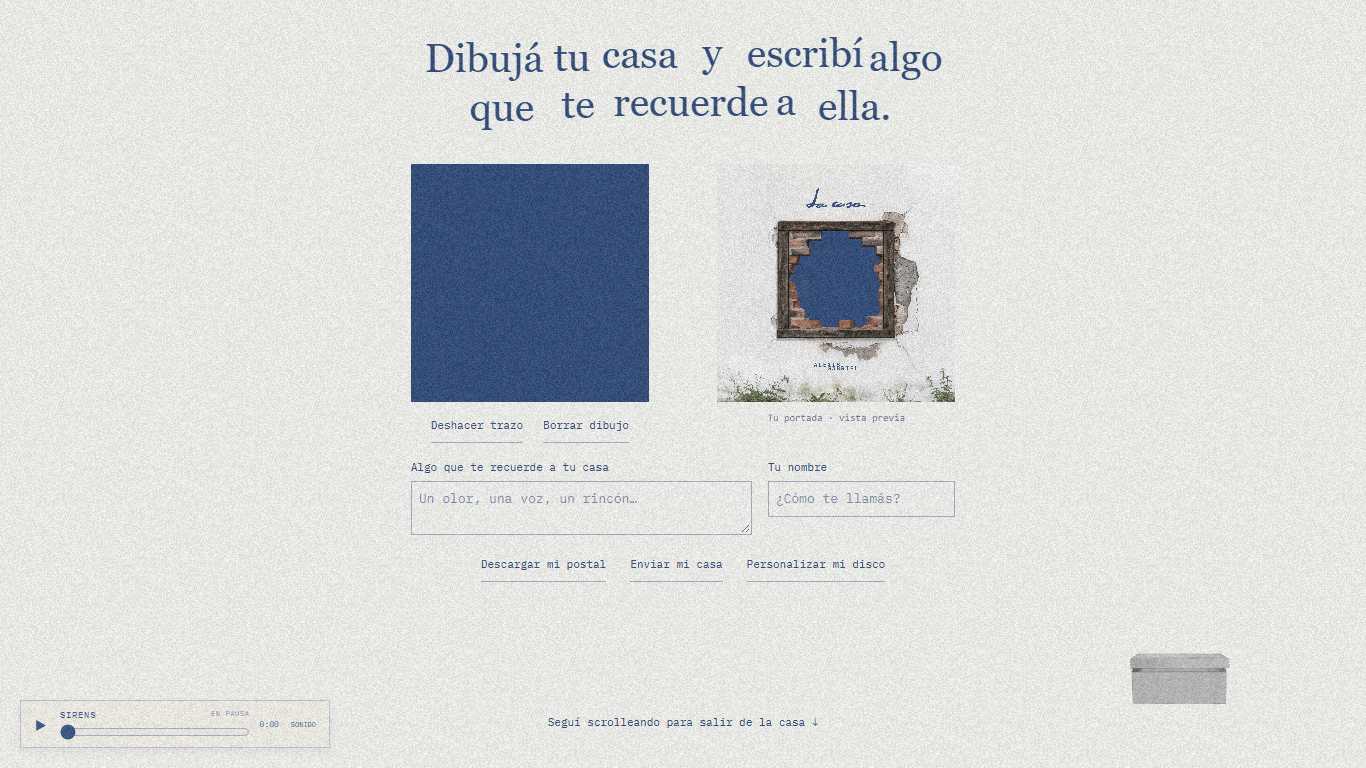 Dibujá tu casa y escribí algo
que te recuerde a ella.
La casa
Deshacer trazo
Borrar dibujo
Tu portada · vista previa
Algo que te recuerde a tu casa
Tu nombre
Un olor, una voz, un rincón…
¿Cómo te llamás?
Descargar mi postal
Enviar mi casa
Personalizar mi disco
SIRENS
EN PAUSA
0:00
SONIDO
Seguí scrolleando para salir de la casa ↓